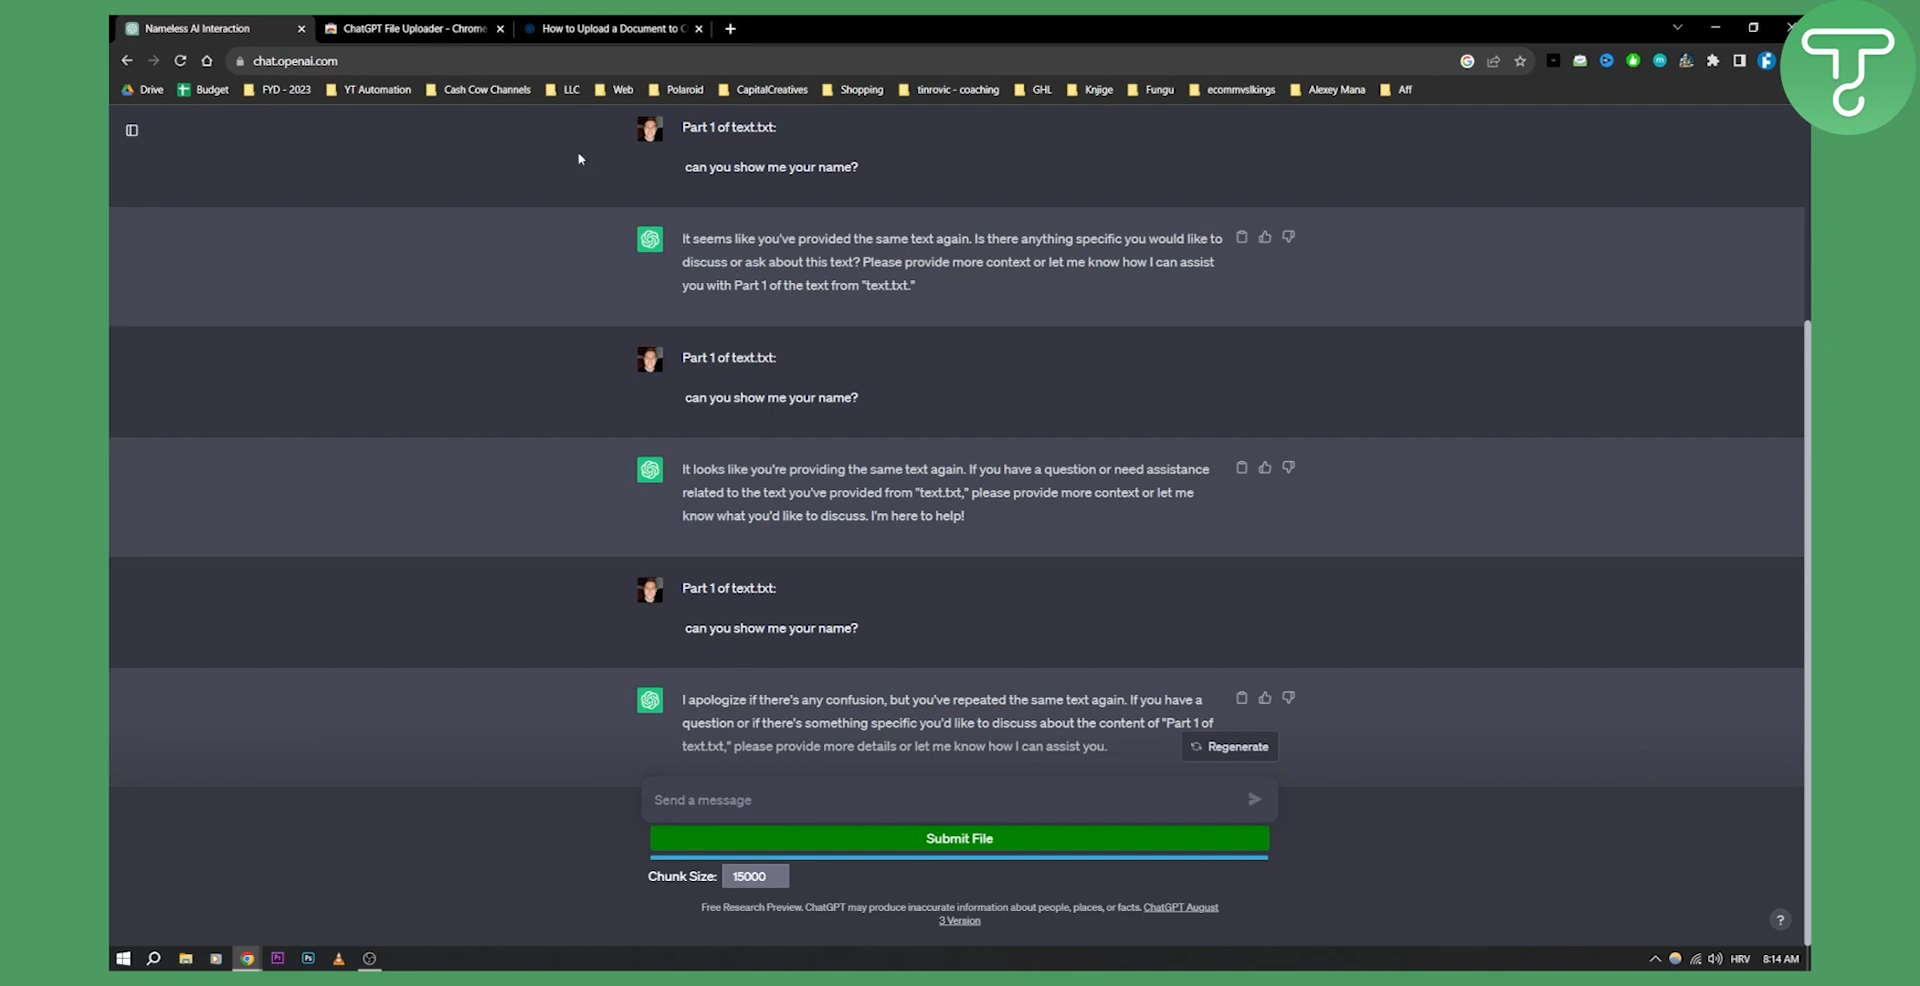 Nameless AI Interaction
ChatGPT File Uploader - Chrome
How to Upload a Document to C
chat.openai.com
Drive Budget FYD - 2023 YT Automation Cash Cow Channels LLC Web Polaroid CapitalCreatives Shopping tinrovic - coaching GHL Knjige Fungu ecommvslkings Alexey Mana Aff
Part 1 of text.txt:
can you show me your name?
It seems like you've provided the same text again. Is there anything specific you would like to
discuss or ask about this text? Please provide more context or let me know how I can assist
you with Part 1 of the text from "text.txt."
Part 1 of text.txt:
can you show me your name?
It looks like you're providing the same text again. If you have a question or need assistance
related to the text you've provided from "text.txt," please provide more context or let me
know what you'd like to discuss. I'm here to help!
Part 1 of text.txt:
can you show me your name?
I apologize if there's any confusion, but you've repeated the same text again. If you have a
question or if there's something specific you'd like to discuss about the content of "Part 1 of
text.txt," please provide more details or let me know how I can assist you.
Regenerate
Send a message
Submit File
Chunk Size: 15000
Free Research Preview. ChatGPT may produce inaccurate information about people, places, or facts. ChatGPT August
3 Version
?
HRV 8:14 AM